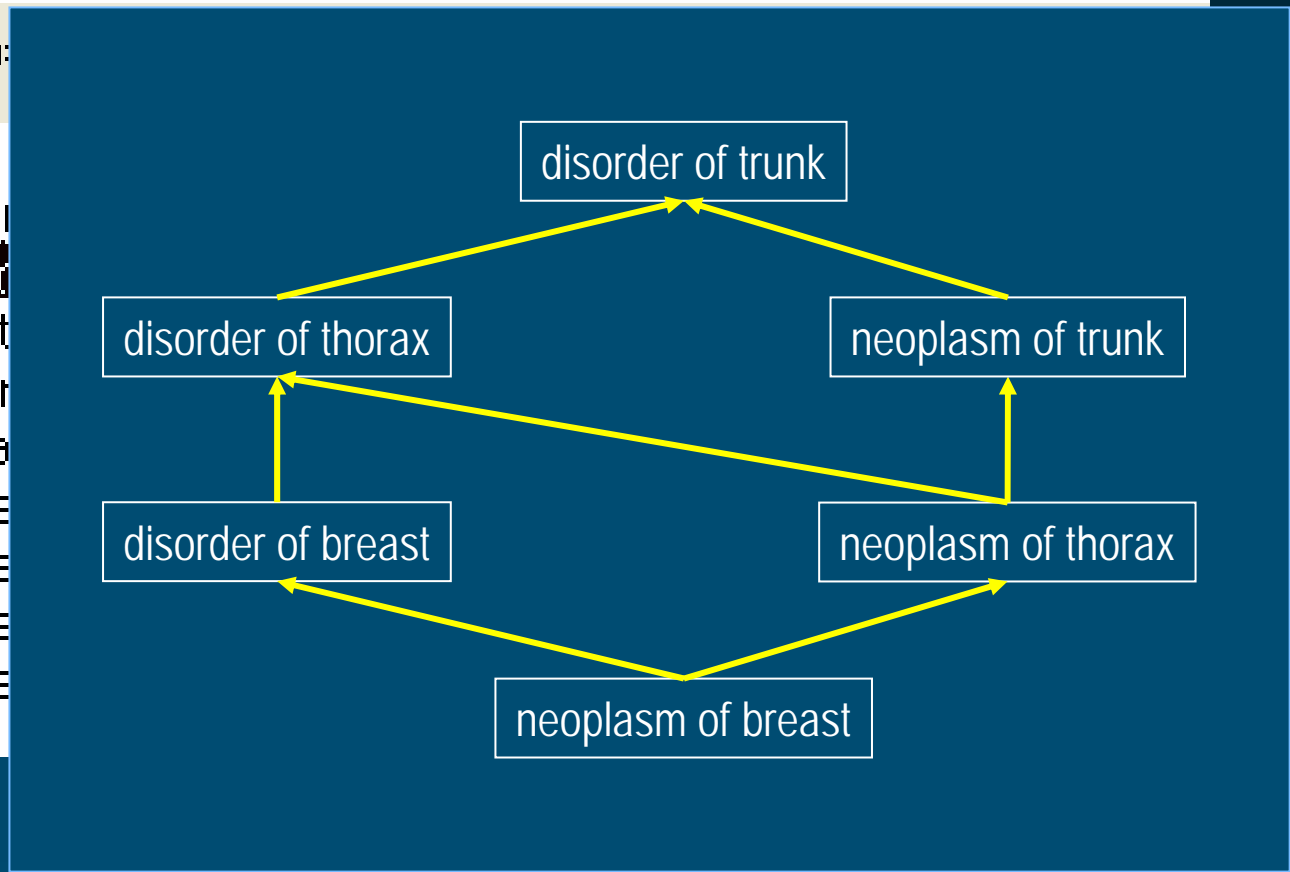 disorder of trunk
disorder of thorax
neoplasm of trunk
disorder of breast
neoplasm of thorax
neoplasm of breast